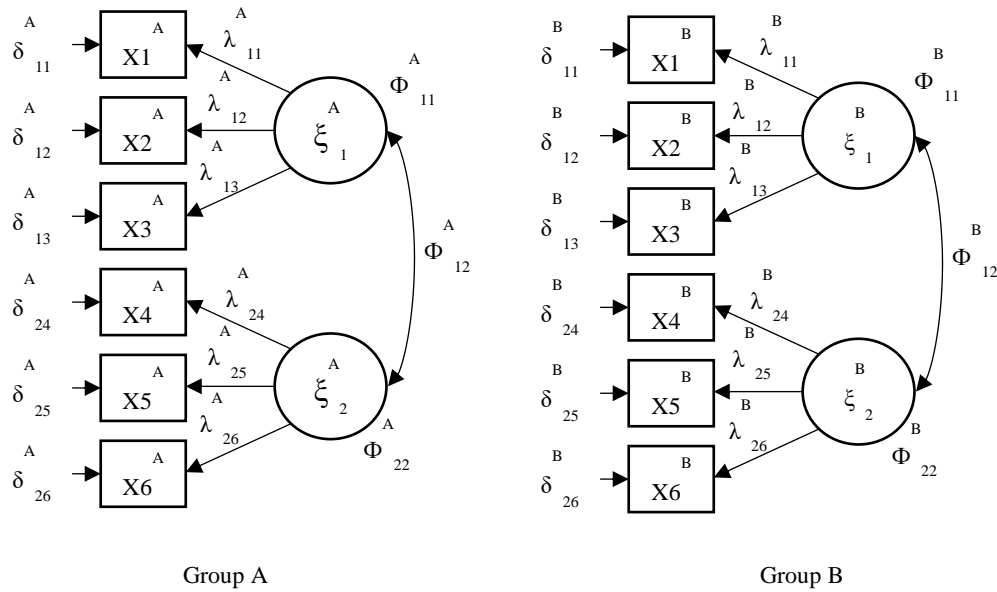 δ₁₁ᴬ X1ᴬ λ₁₁ᴬ Φ₁₁ᴬ
δ₁₂ᴬ X2ᴬ λ₁₂ᴬ ξ₁ᴬ
δ₁₃ᴬ X3ᴬ λ₁₃ᴬ
Φ₁₂ᴬ
δ₂₄ᴬ X4ᴬ λ₂₄ᴬ
δ₂₅ᴬ X5ᴬ λ₂₅ᴬ ξ₂ᴬ
δ₂₆ᴬ X6ᴬ λ₂₆ᴬ Φ₂₂ᴬ
Group A
δ₁₁ᴮ X1ᴮ λ₁₁ᴮ Φ₁₁ᴮ
δ₁₂ᴮ X2ᴮ λ₁₂ᴮ ξ₁ᴮ
δ₁₃ᴮ X3ᴮ λ₁₃ᴮ
Φ₁₂ᴮ
δ₂₄ᴮ X4ᴮ λ₂₄ᴮ
δ₂₅ᴮ X5ᴮ λ₂₅ᴮ ξ₂ᴮ
δ₂₆ᴮ X6ᴮ λ₂₆ᴮ Φ₂₂ᴮ
Group B